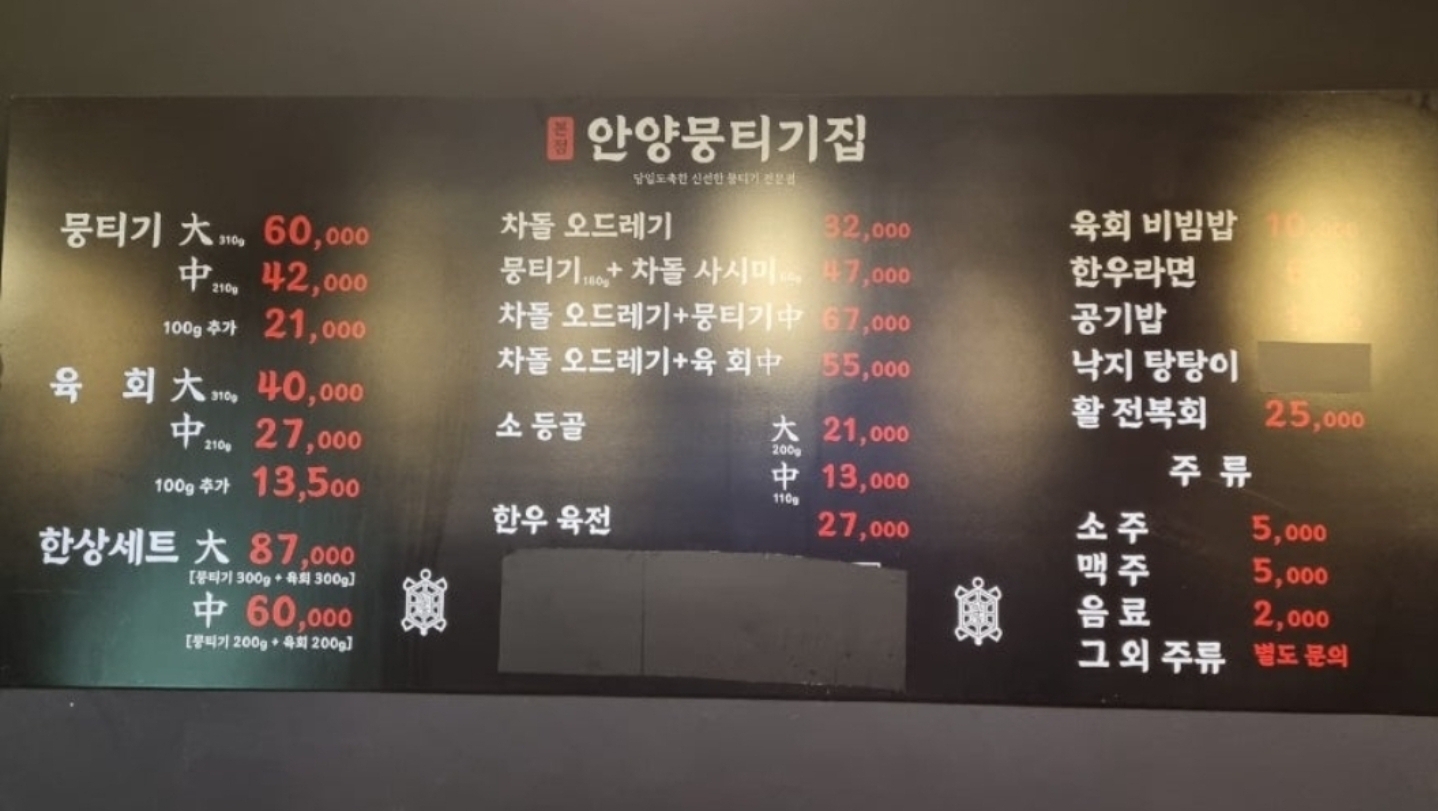 본점 안양뭉티기집
당일도축한 신선한 뭉티기 전문점
뭉티기 大 310g 60,000
中 210g 42,000
100g 추가 21,000
육 회 大 310g 40,000
中 210g 27,000
100g 추가 13,500
한상세트 大 87,000
[뭉티기 300g + 육회 300g]
中 60,000
[뭉티기 200g + 육회 200g]
차돌 오드레기 32,000
뭉티기 160g + 차돌 사시미 47,000
차돌 오드레기+뭉티기中 67,000
차돌 오드레기+육 회中 55,000
소 등골 大 21,000
200g
中 13,000
110g
한우 육전 27,000
육회 비빔밥 10,000
한우라면
공기밥
낙지 탕탕이
활 전복회 25,000
주 류
소 주 5,000
맥 주 5,000
음 료 2,000
그 외 주류 별도 문의